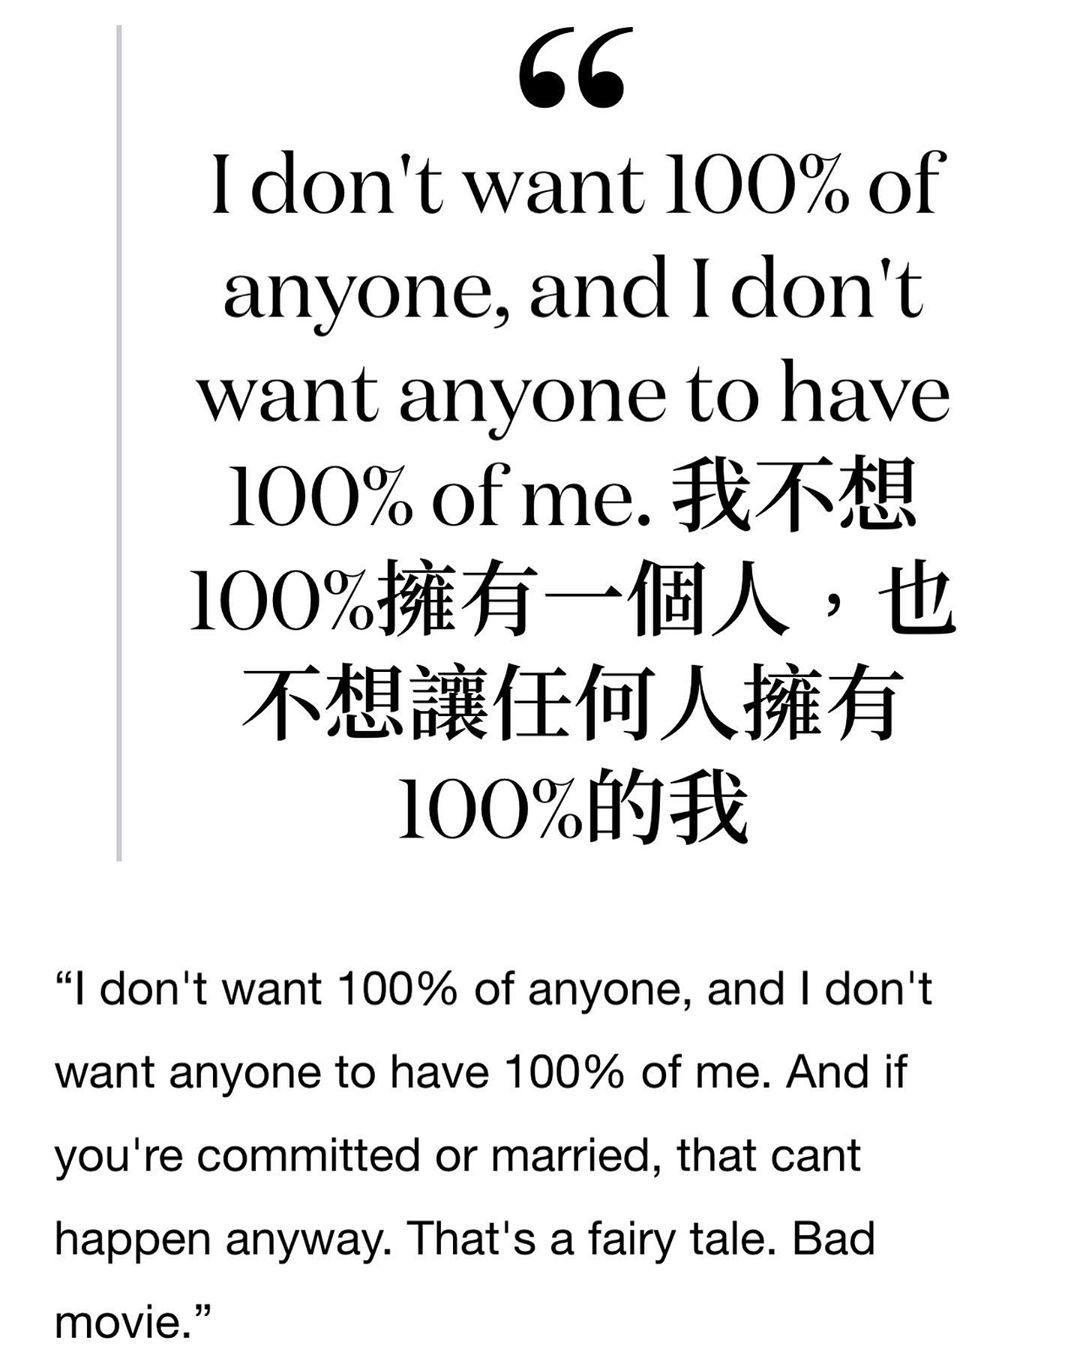 “
I don't want 100% of
anyone, and I don't
want anyone to have
100% of me. 我不想
100%擁有一個人，也
不想讓任何人擁有
100%的我
“I don't want 100% of anyone, and I don't
want anyone to have 100% of me. And if
you're committed or married, that cant
happen anyway. That's a fairy tale. Bad
movie.”